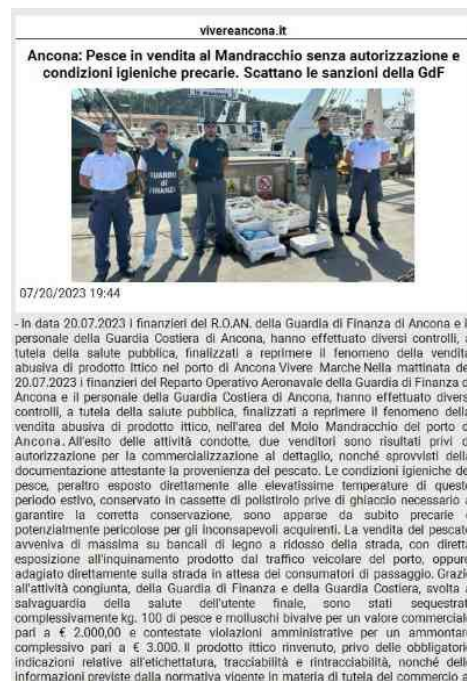 vivereancona.it
Ancona: Pesce in vendita al Mandracchio senza autorizzazione e
condizioni igieniche precarie. Scattano le sanzioni della GdF
GUARDIA
di
FINANZA
07/20/2023 19:44
- In data 20.07.2023 i finanzieri del R.O.AN. della Guardia di Finanza di Ancona e i
personale della Guardia Costiera di Ancona, hanno effettuato diversi controlli, a
tutela della salute pubblica, finalizzati a reprimere il fenomeno della vendita
abusiva di prodotto ittico nel porto di Ancona Vivere Marche Nella mattinata de
20.07.2023 i finanzieri del Reparto Operativo Aeronavale della Guardia di Finanza d
Ancona e il personale della Guardia Costiera di Ancona, hanno effettuato divers
controlli, a tutela della salute pubblica, finalizzati a reprimere il fenomeno della
vendita abusiva di prodotto ittico, nell'area del Molo Mandracchio del porto d
Ancona. All'esito delle attività condotte, due venditori sono risultati privi d
autorizzazione per la commercializzazione al dettaglio, nonché sprovvisti della
documentazione attestante la provenienza del pescato. Le condizioni igieniche de
pesce, peraltro esposto direttamente alle elevatissime temperature di questo
periodo estivo, conservato in cassette di polistirolo prive di ghiaccio necessario a
garantire la corretta conservazione, sono apparse da subito precarie e
potenzialmente pericolose per gli inconsapevoli acquirenti. La vendita del pescato
avveniva di massima su bancali di legno a ridosso della strada, con diretta
esposizione all'inquinamento prodotto dal traffico veicolare del porto, oppure
adagiato direttamente sulla strada in attesa dei consumatori di passaggio. Grazie
all'attività congiunta, della Guardia di Finanza e della Guardia Costiera, svolta a
salvaguardia della salute dell'utente finale, sono stati sequestrat
complessivamente kg. 100 di pesce e molluschi bivalve per un valore commerciale
pari a € 2.000,00 e contestate violazioni amministrative per un ammontare
complessivo pari a € 3.000. Il prodotto ittico rinvenuto, privo delle obbligatorie
indicazioni relative all'etichettatura, tracciabilità e rintracciabilità, nonché delle
informazioni previste dalla normativa vigente in materia di tutela del commercio a